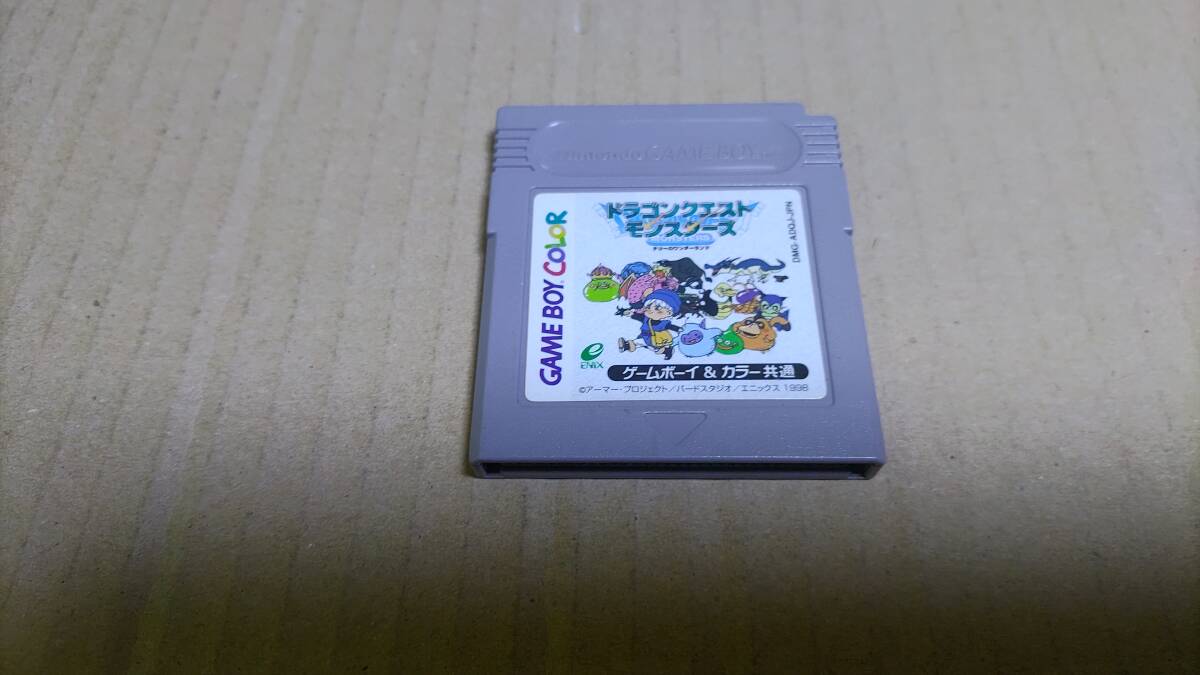 Nintendo GAME BOY
GAME BOY COLOR
ドラゴンクエスト
モンスターズ
MONSTERS
テリーのワンダーランド
DMG-ADQJ-JPN
ENIX
ゲームボーイ & カラー共通
©アーマー・プロジェクト/バードスタジオ/エニックス 1998